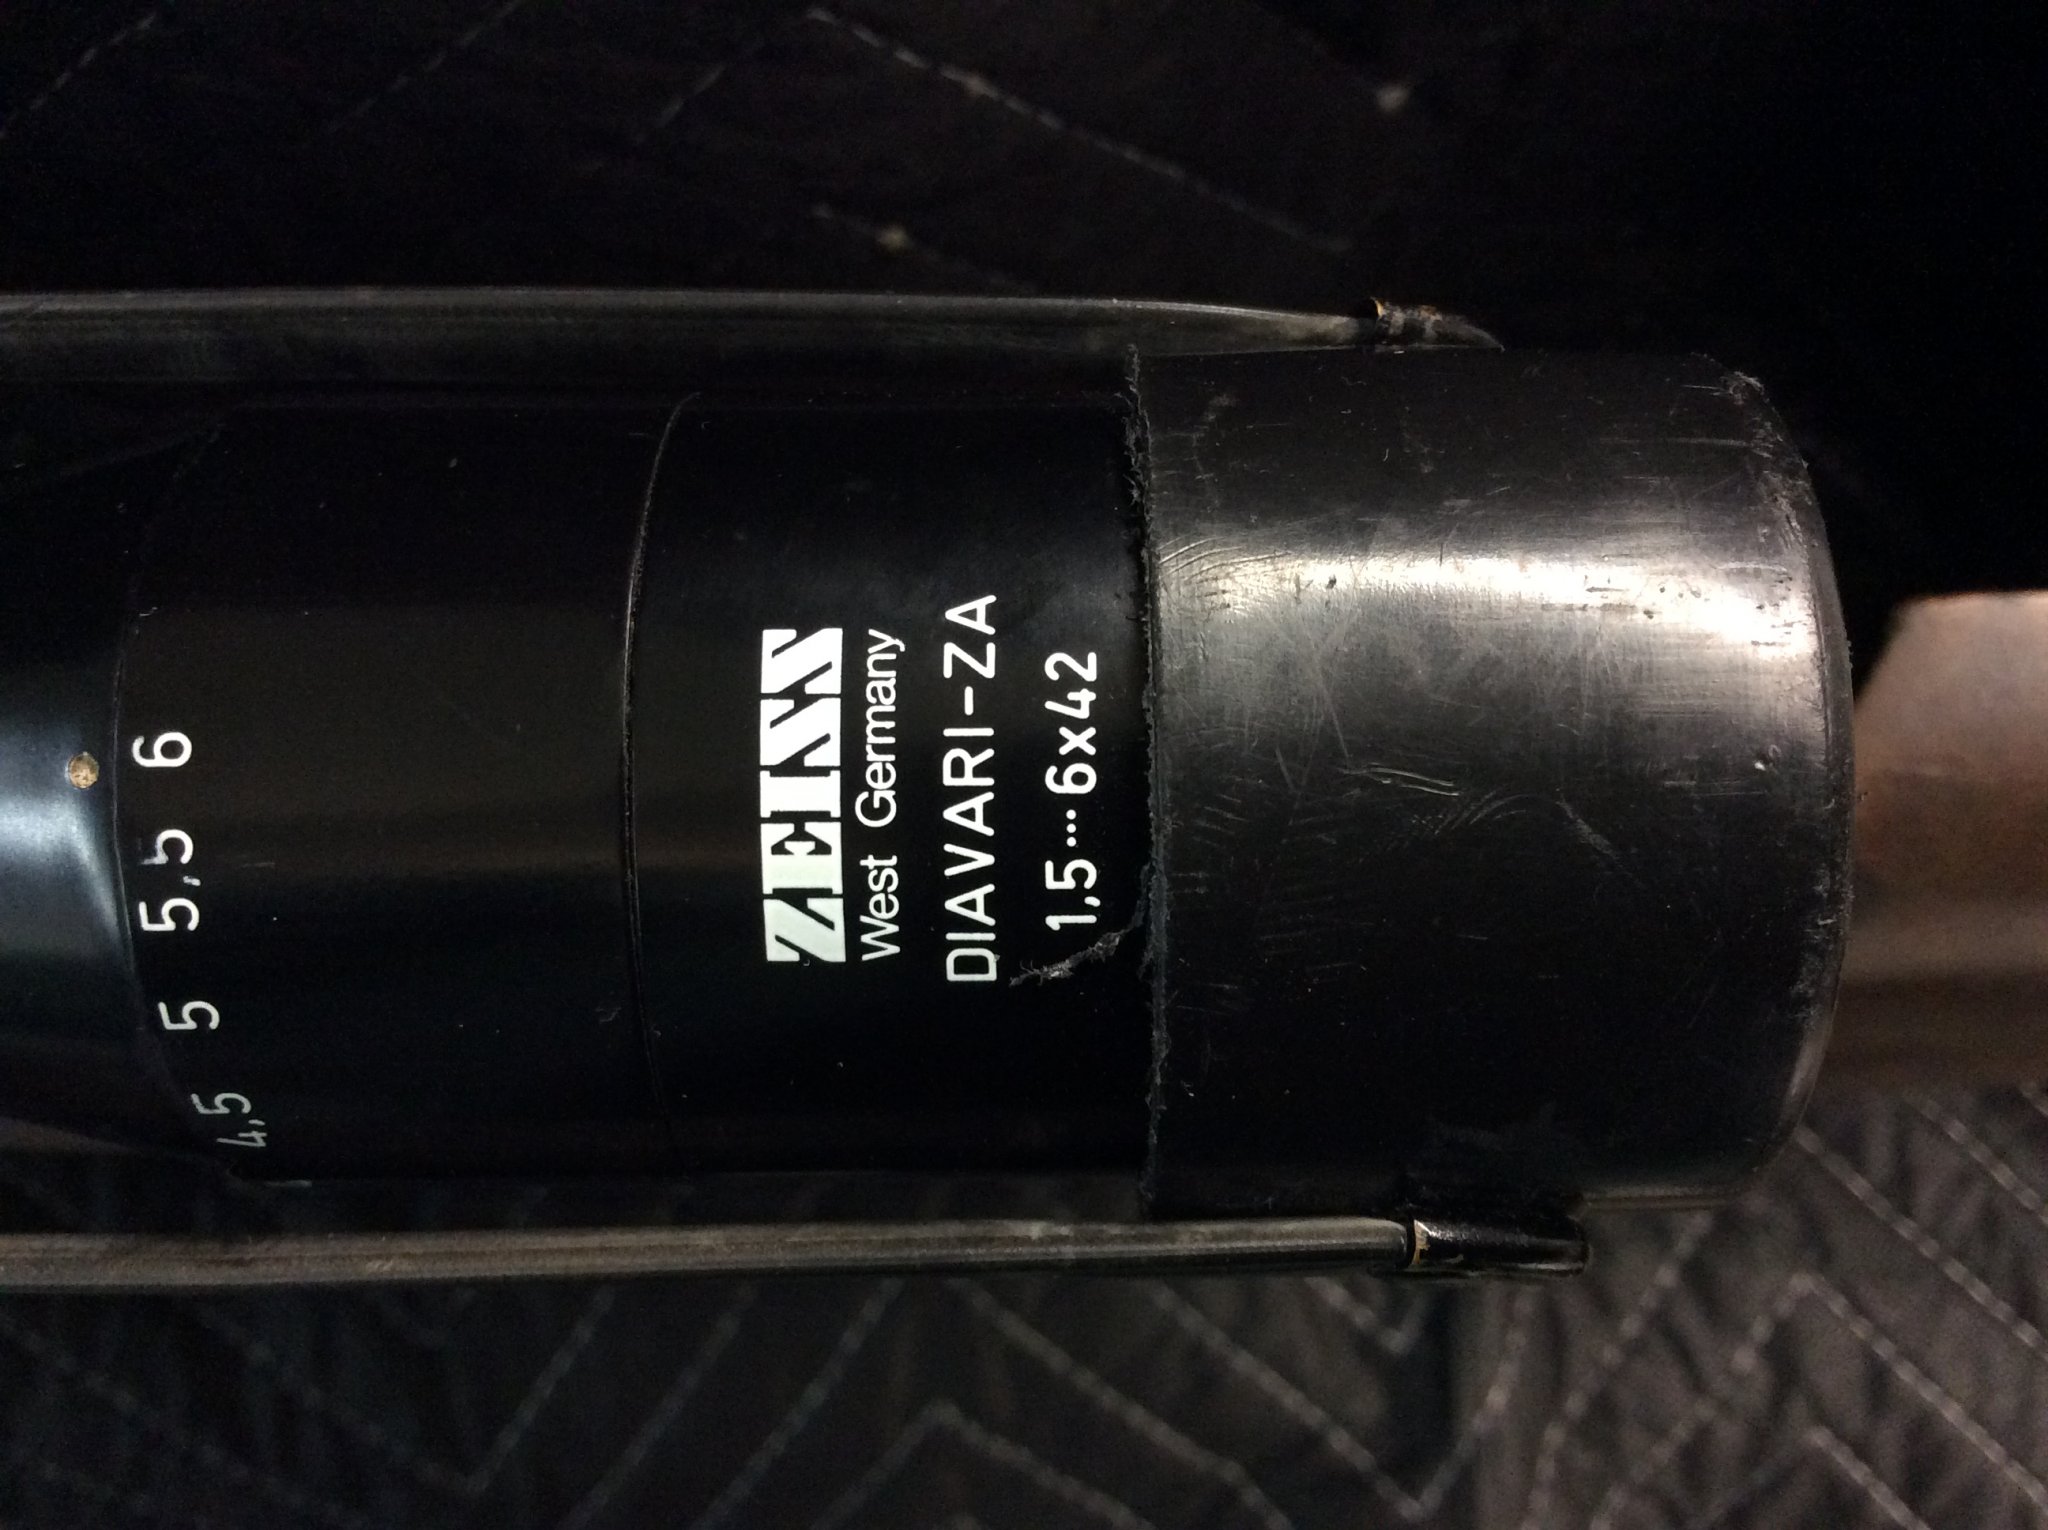 ZEISS
West Germany
DIAVARI-ZA
1,5···6x42
4,5 5 5,5 6